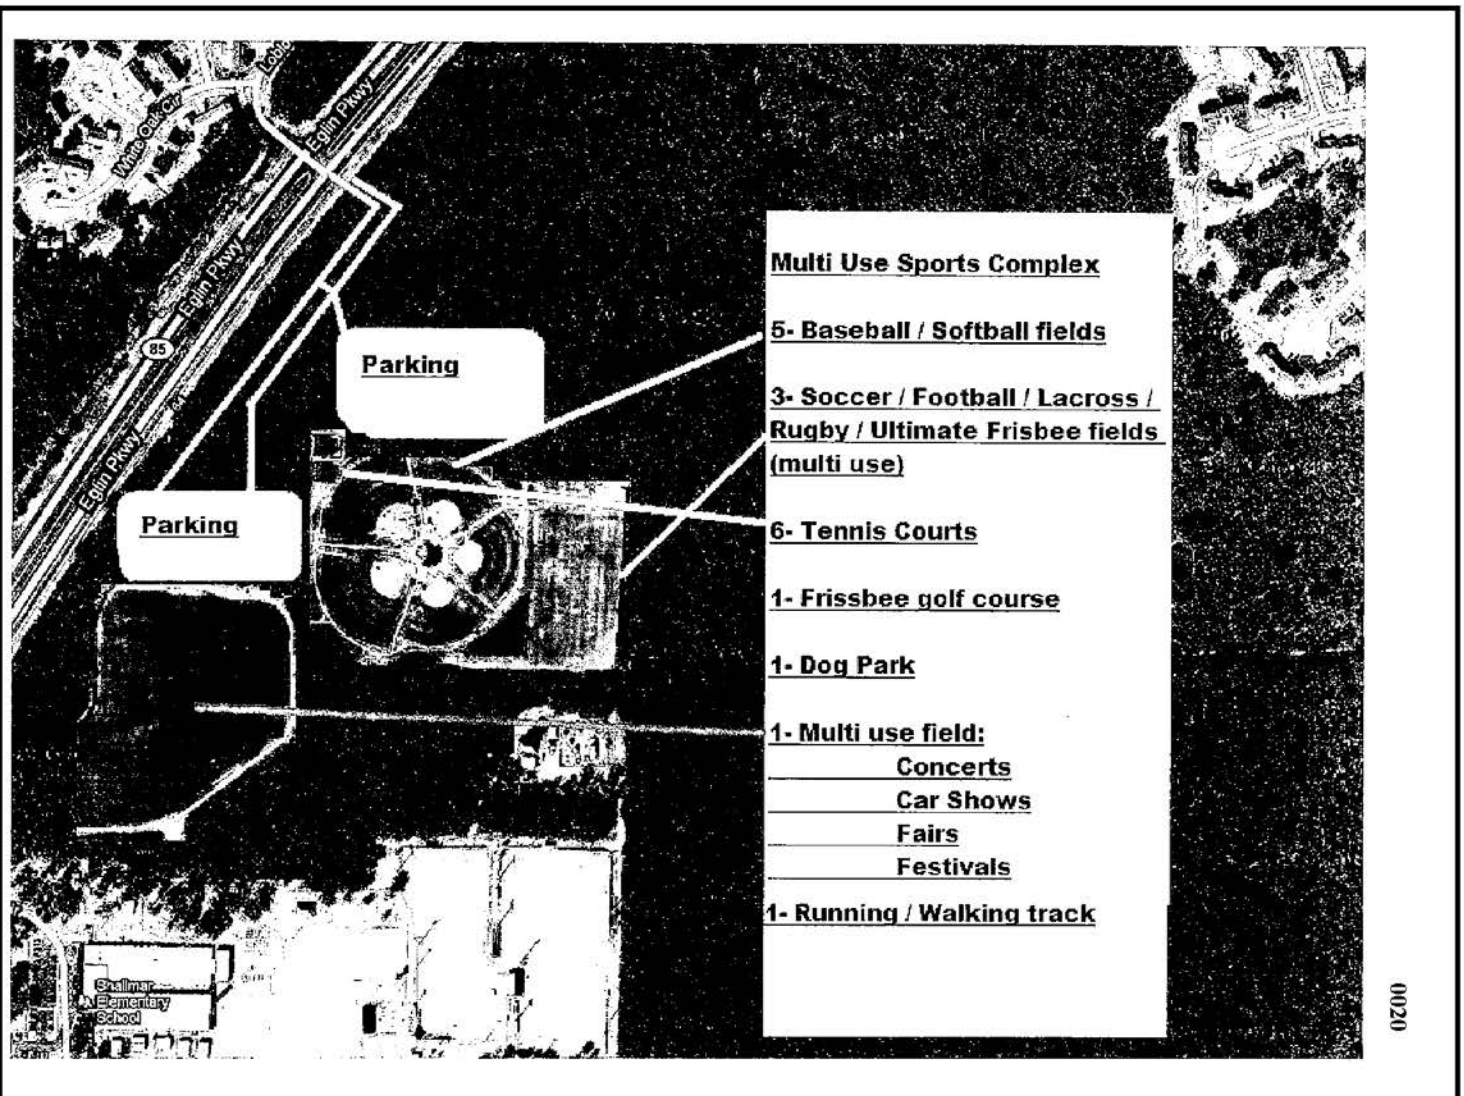 Loblo
White Oak Cir
Eglin Pkwy
Eglin Pkwy
85
Eglin Pkwy
Parking
Parking
Multi Use Sports Complex
5- Baseball / Softball fields
3- Soccer / Football / Lacross /
Rugby / Ultimate Frisbee fields
(multi use)
6- Tennis Courts
1- Frissbee golf course
1- Dog Park
1- Multi use field:
Concerts
Car Shows
Fairs
Festivals
1- Running / Walking track
Shalimar
Elementary
School
0020